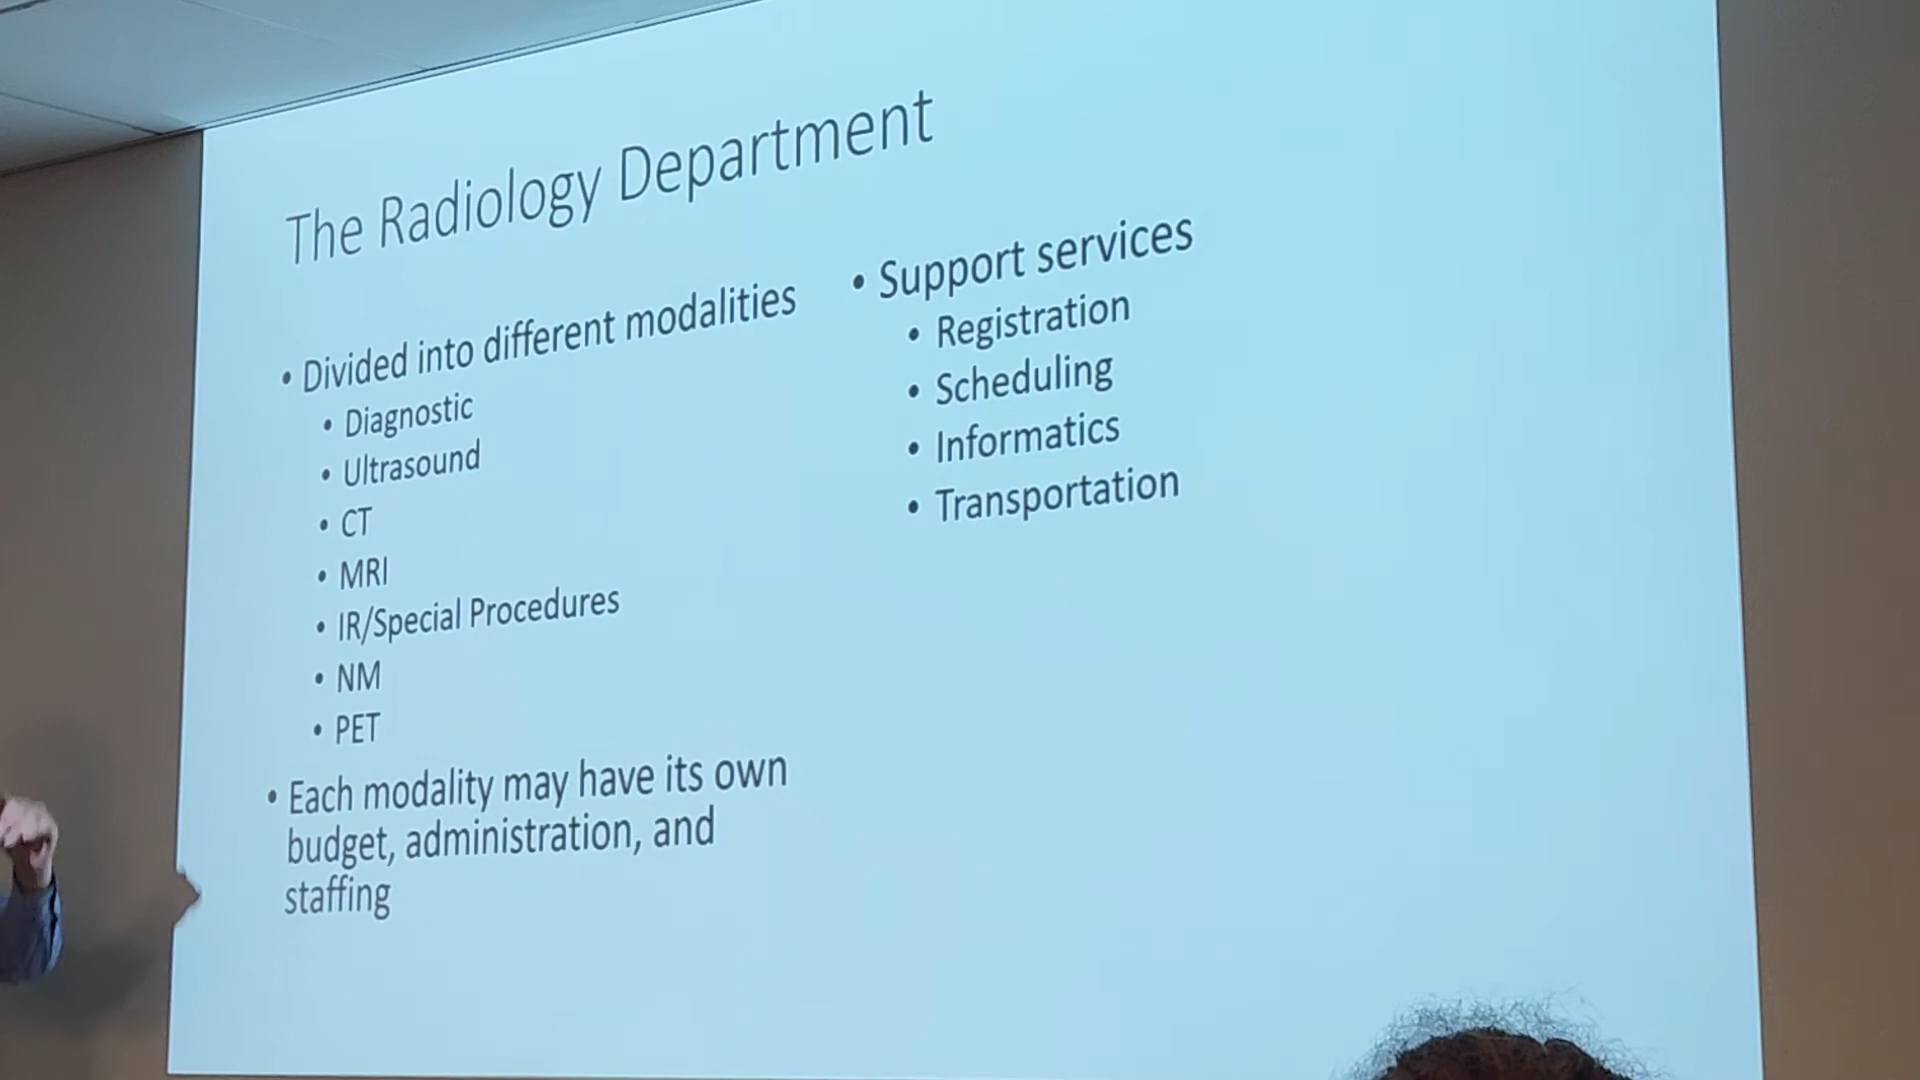 The Radiology Department
• Divided into different modalities
• Diagnostic
• Ultrasound
• CT
• MRI
• IR/Special Procedures
• NM
• PET
• Each modality may have its own
budget, administration, and
staffing
• Support services
• Registration
• Scheduling
• Informatics
• Transportation